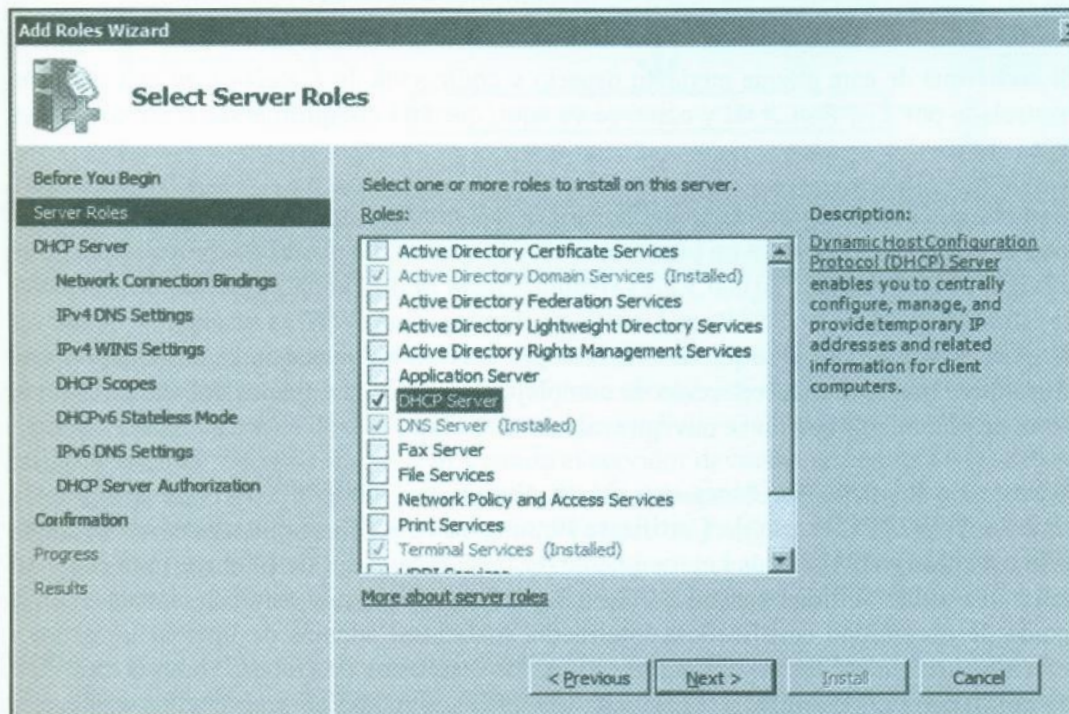 Add Roles Wizard
Select Server Roles
Before You Begin
Server Roles
DHCP Server
Network Connection Bindings
IPv4 DNS Settings
IPv4 WINS Settings
DHCP Scopes
DHCPv6 Stateless Mode
IPv6 DNS Settings
DHCP Server Authorization
Confirmation
Progress
Results
Select one or more roles to install on this server.
Roles:
Active Directory Certificate Services
Active Directory Domain Services (Installed)
Active Directory Federation Services
Active Directory Lightweight Directory Services
Active Directory Rights Management Services
Application Server
DHCP Server
DNS Server (Installed)
Fax Server
File Services
Network Policy and Access Services
Print Services
Terminal Services (Installed)
More about server roles
Description:
Dynamic Host Configuration
Protocol (DHCP) Server
enables you to centrally
configure, manage, and
provide temporary IP
addresses and related
information for client
computers.
< Previous
Next >
Install
Cancel